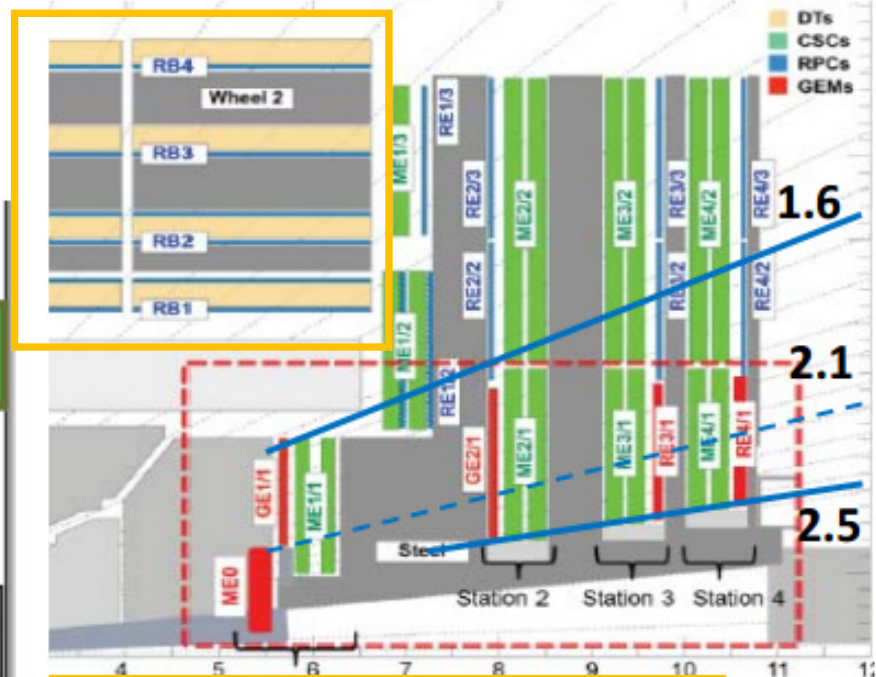 DTs
CSCs
RPCs
GEMs
RB4
Wheel 2
RB3
RB2
RB1
ME1/3
RE1/3
RE2/3
ME2/2
ME3/2
RE3/3
ME4/2
RE4/3
1.6
RE2/2
RE3/2
RE4/2
ME1/2
RE1/2
2.1
GE1/1
ME1/1
GE2/1
ME2/1
ME3/1
RE3/1
ME4/1
RE4/1
2.5
Steel
ME0
Station 2
Station 3
Station 4
4 5 6 7 8 9 10 11 12